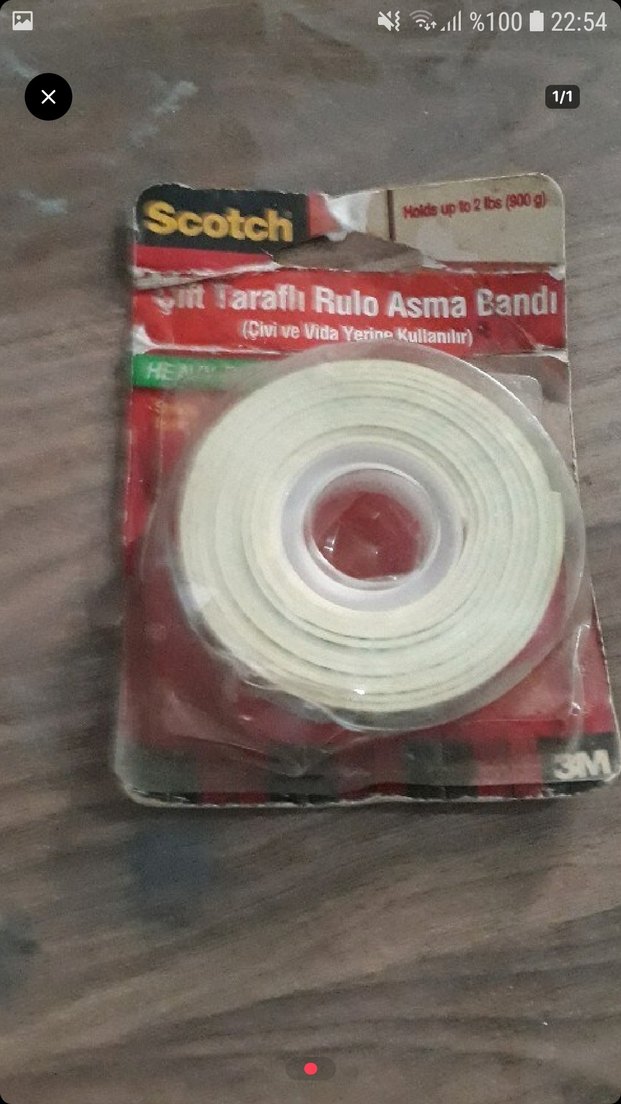 %100 22:54
1/1
Scotch
Holds up to 2 lbs (900 g)
Çift Taraflı Rulo Asma Bandı
(Çivi ve Vida Yerine Kullanılır)
3M